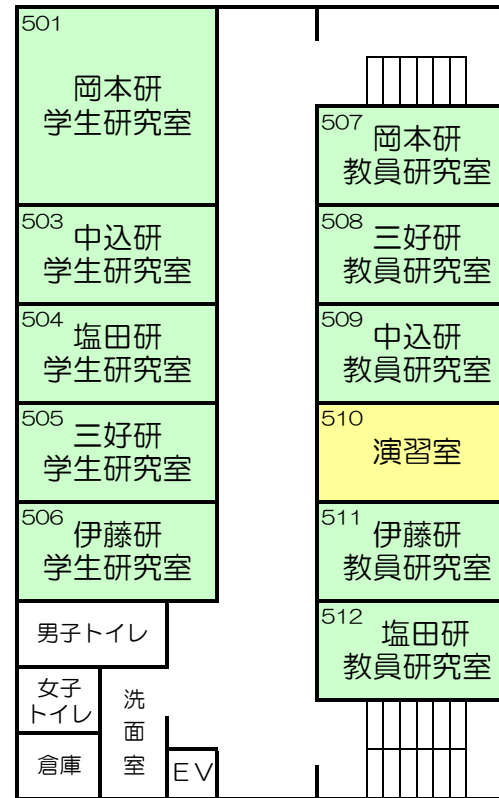 501
岡本研
学生研究室
503
中込研
学生研究室
504
塩田研
学生研究室
505
三好研
学生研究室
506
伊藤研
学生研究室
男子トイレ
女子
トイレ
倉庫
洗
面
室
EV
507
岡本研
教員研究室
508
三好研
教員研究室
509
中込研
教員研究室
510
演習室
511
伊藤研
教員研究室
512
塩田研
教員研究室